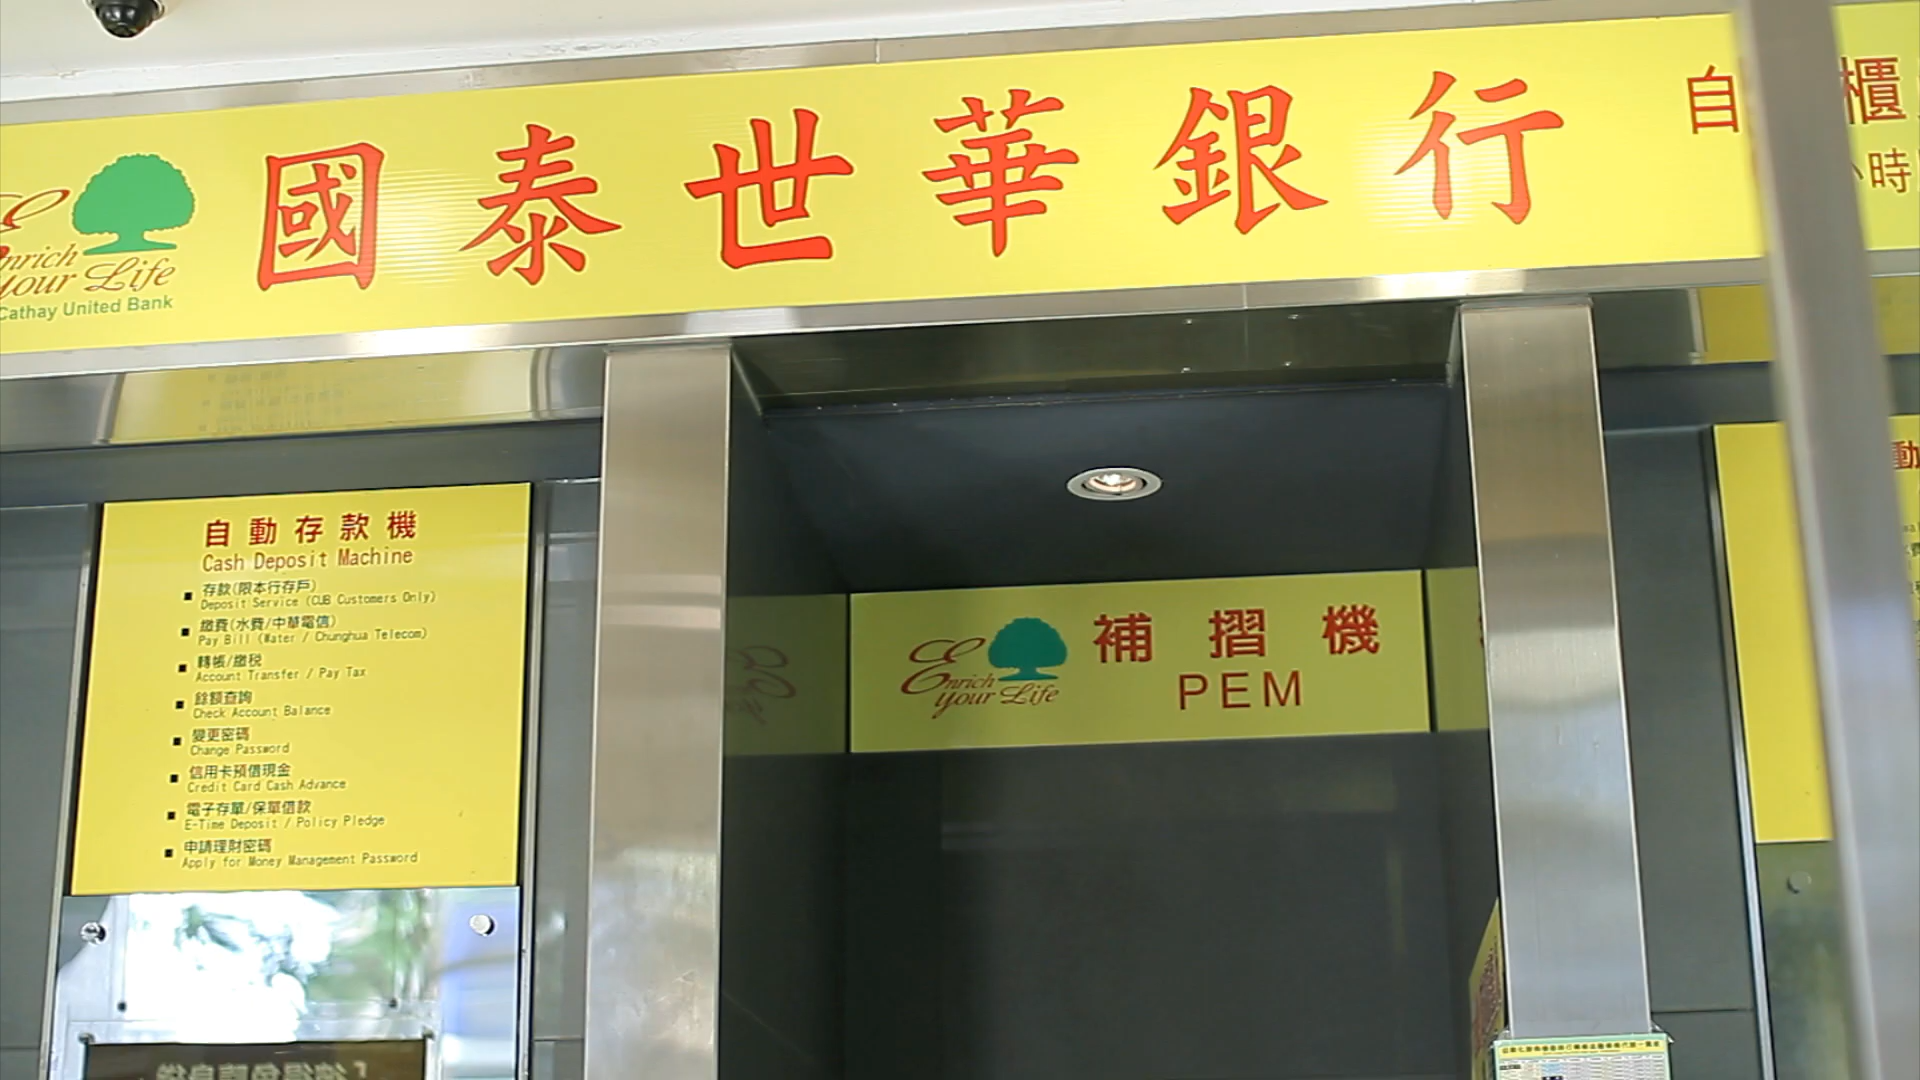 Enrich
Your Life
Cathay United Bank
國泰世華銀行
自
櫃
小時
自動存款機
Cash Deposit Machine
■ 存款(限本行存戶)
Deposit Service (CUB Customers Only)
■ 繳費(水費/中華電信)
Pay Bill (Water / Chunghua Telecom)
■ 轉帳/繳稅
Account Transfer / Pay Tax
■ 餘額查詢
Check Account Balance
■ 變更密碼
Change Password
■ 信用卡預借現金
Credit Card Cash Advance
■ 電子存單/保單借款
E-Time Deposit / Policy Pledge
■ 申請理財密碼
Apply for Money Management Password
Enrich
Your Life
補摺機
PEM
動